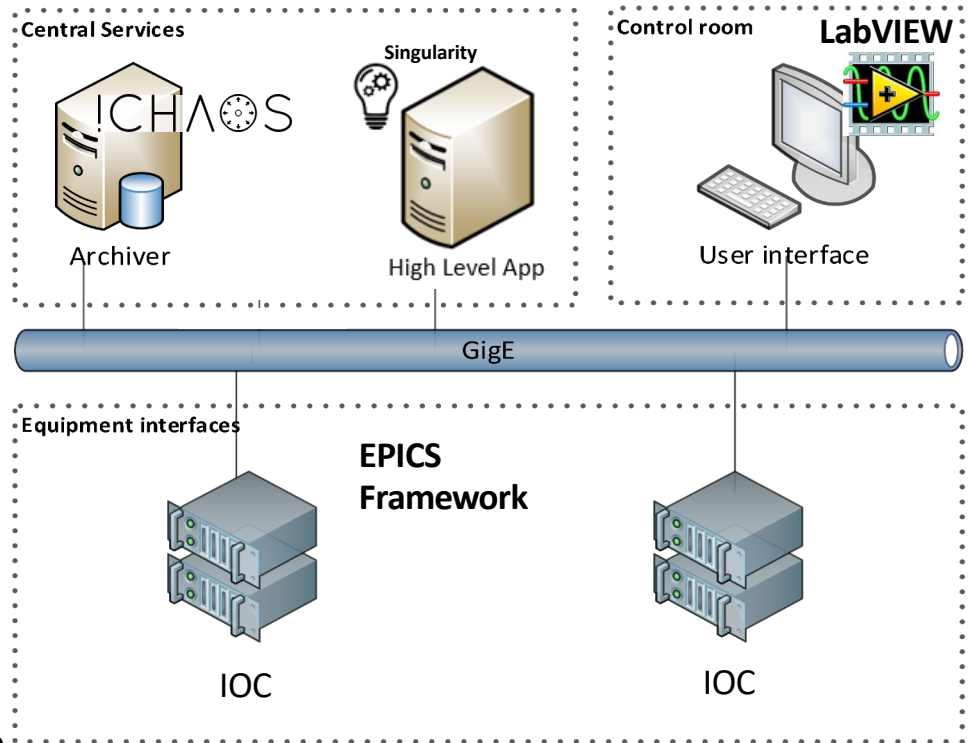 Central Services
Singularity
!CHAOS
Archiver
High Level App
Control room
LabVIEW
User interface
GigE
Equipment interfaces
EPICS
Framework
IOC
IOC